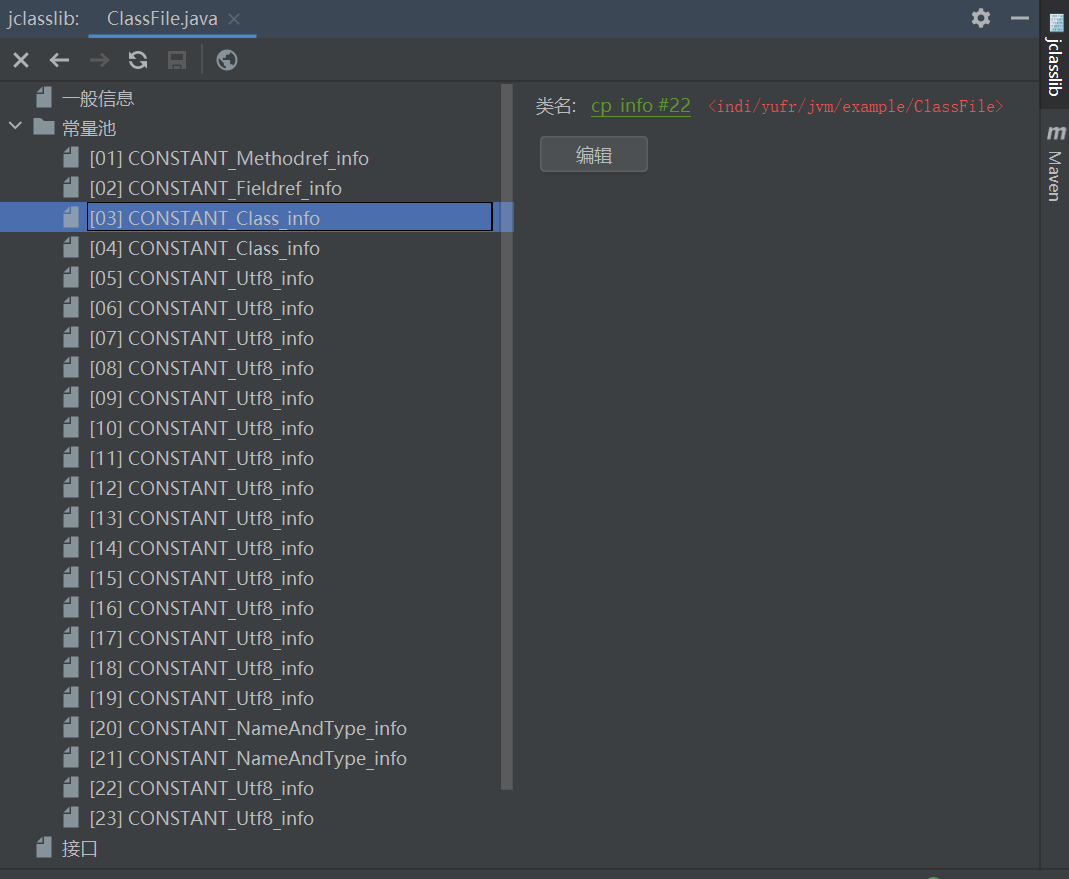 jclasslib: ClassFile.java
一般信息
常量池
[01] CONSTANT_Methodref_info
[02] CONSTANT_Fieldref_info
[03] CONSTANT_Class_info
[04] CONSTANT_Class_info
[05] CONSTANT_Utf8_info
[06] CONSTANT_Utf8_info
[07] CONSTANT_Utf8_info
[08] CONSTANT_Utf8_info
[09] CONSTANT_Utf8_info
[10] CONSTANT_Utf8_info
[11] CONSTANT_Utf8_info
[12] CONSTANT_Utf8_info
[13] CONSTANT_Utf8_info
[14] CONSTANT_Utf8_info
[15] CONSTANT_Utf8_info
[16] CONSTANT_Utf8_info
[17] CONSTANT_Utf8_info
[18] CONSTANT_Utf8_info
[19] CONSTANT_Utf8_info
[20] CONSTANT_NameAndType_info
[21] CONSTANT_NameAndType_info
[22] CONSTANT_Utf8_info
[23] CONSTANT_Utf8_info
接口
类名: cp_info #22 <indi/yufr/jvm/example/ClassFile>
编辑
jclasslib
m Maven